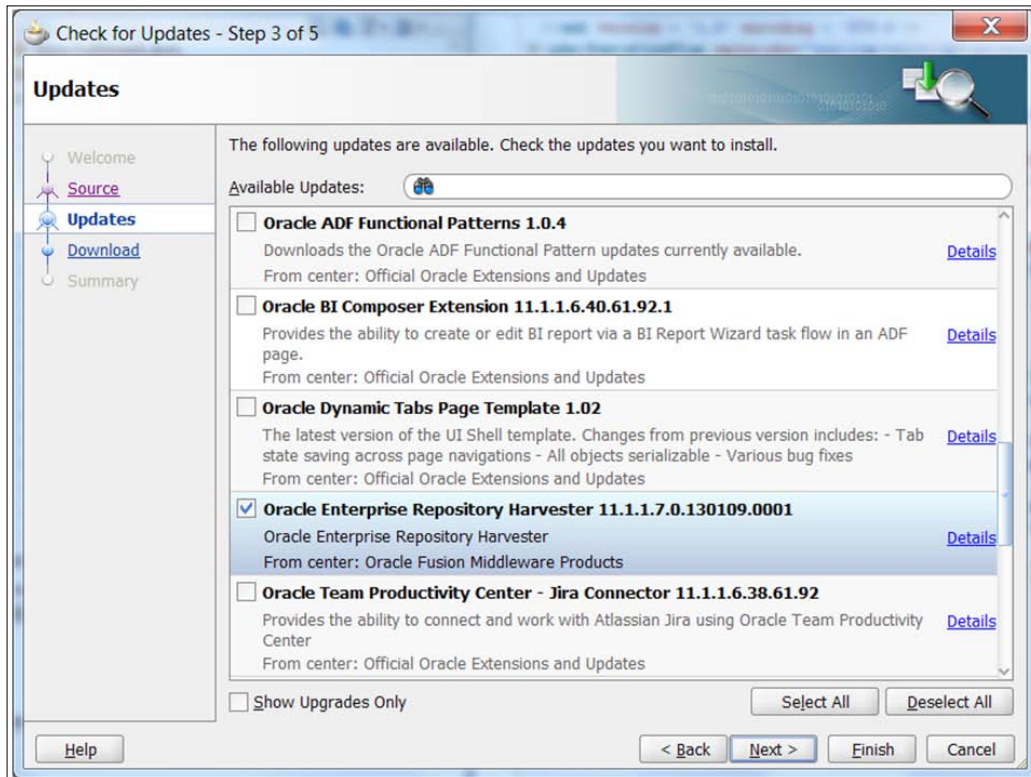 Check for Updates - Step 3 of 5
Updates
Welcome
Source
Updates
Download
Summary
The following updates are available. Check the updates you want to install.
Available Updates:
Oracle ADF Functional Patterns 1.0.4
Downloads the Oracle ADF Functional Pattern updates currently available.
Details
From center: Official Oracle Extensions and Updates
Oracle BI Composer Extension 11.1.1.6.40.61.92.1
Provides the ability to create or edit BI report via a BI Report Wizard task flow in an ADF
Details
page.
From center: Official Oracle Extensions and Updates
Oracle Dynamic Tabs Page Template 1.02
The latest version of the UI Shell template. Changes from previous version includes: - Tab
Details
state saving across page navigations - All objects serializable - Various bug fixes
From center: Official Oracle Extensions and Updates
Oracle Enterprise Repository Harvester 11.1.1.7.0.130109.0001
Oracle Enterprise Repository Harvester
Details
From center: Oracle Fusion Middleware Products
Oracle Team Productivity Center - Jira Connector 11.1.1.6.38.61.92
Provides the ability to connect and work with Atlassian Jira using Oracle Team Productivity
Details
Center
From center: Official Oracle Extensions and Updates
Show Upgrades Only
Select All
Deselect All
Help
< Back
Next >
Finish
Cancel